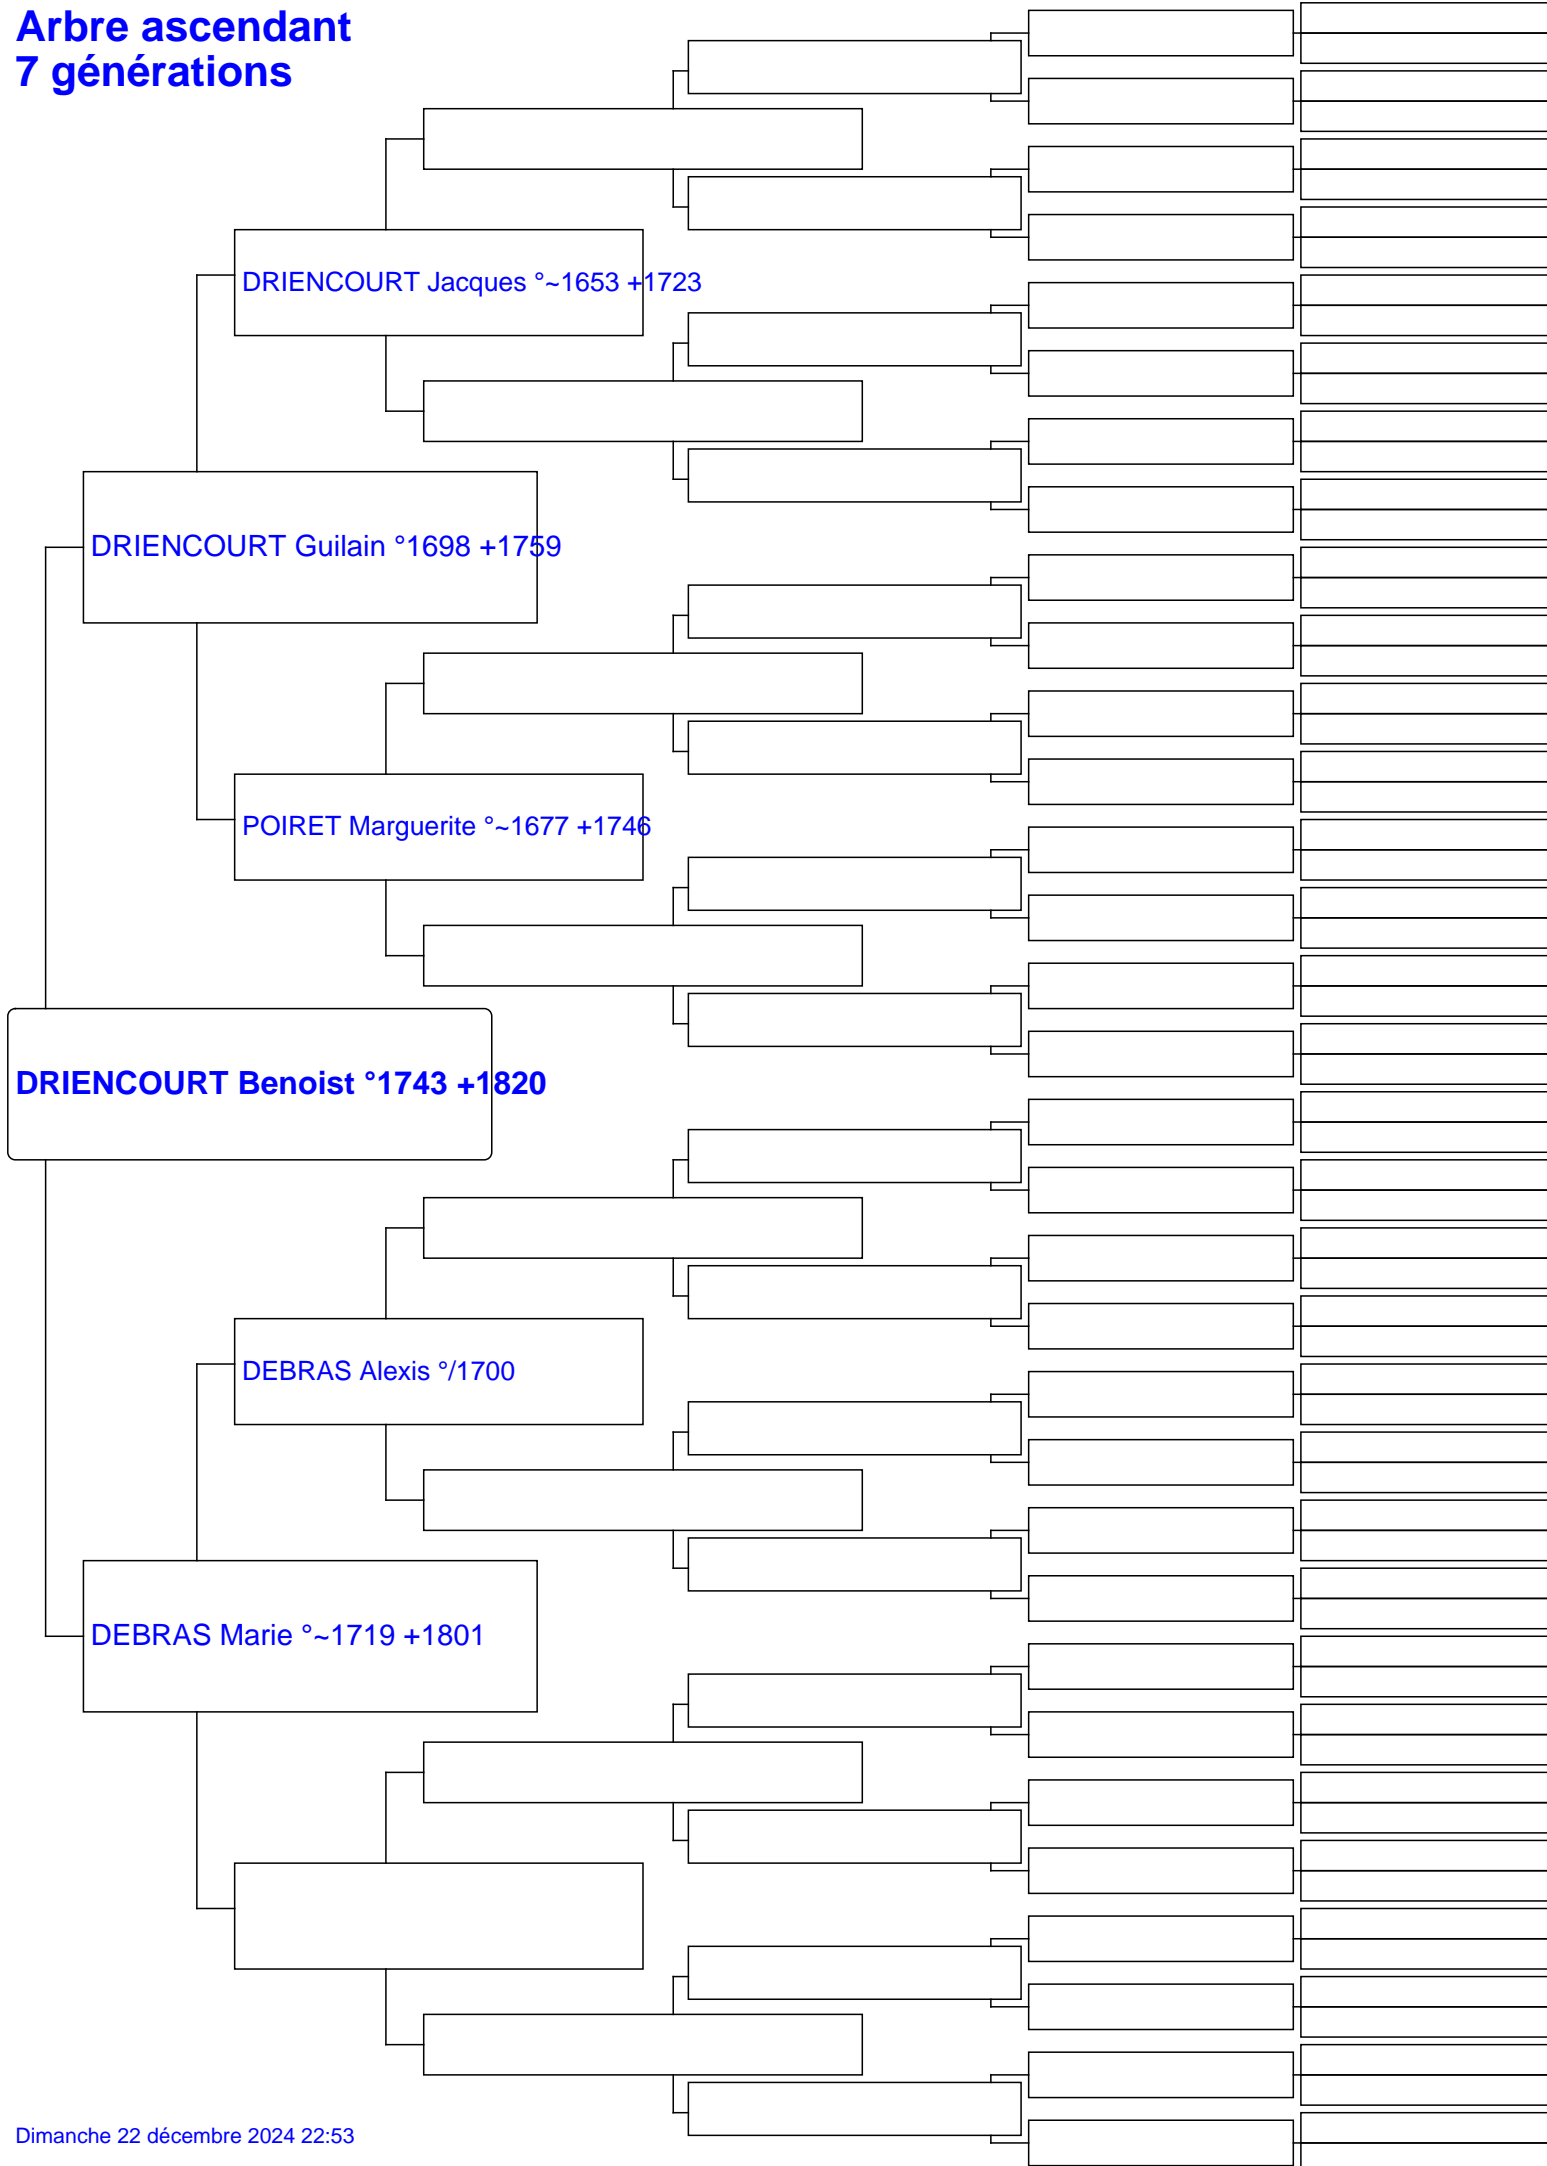 Arbre ascendant
7 générations
DRIENCOURT Jacques °~1653 +1723
DRIENCOURT Guilain °1698 +1759
POIRET Marguerite °~1677 +1746
DRIENCOURT Benoist °1743 +1820
DEBRAS Alexis °/1700
DEBRAS Marie °~1719 +1801
Dimanche 22 décembre 2024 22:53